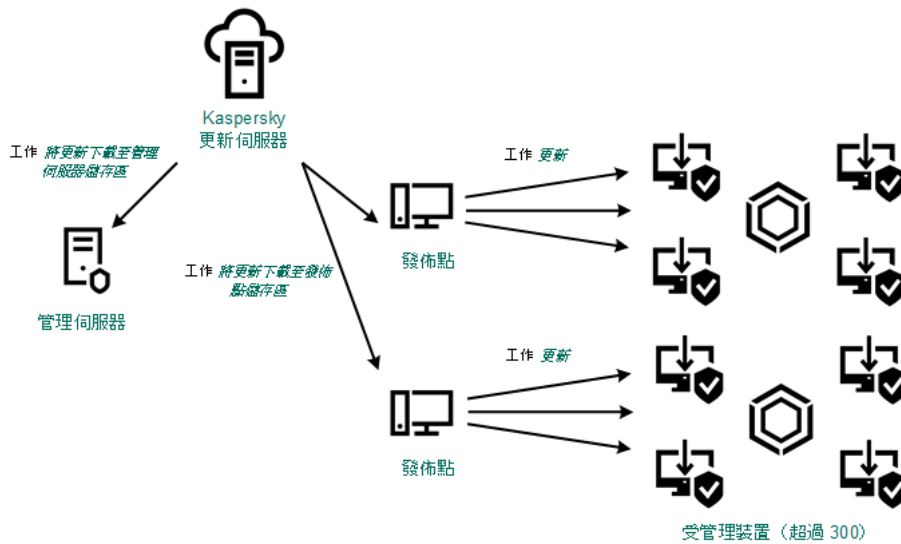 Kaspersky
更新伺服器
工作 將更新下載至管理
伺服器儲存區
工作 更新
發佈點
工作 將更新下載至發佈
點儲存區
管理伺服器
工作 更新
發佈點
受管理裝置（超過 300）